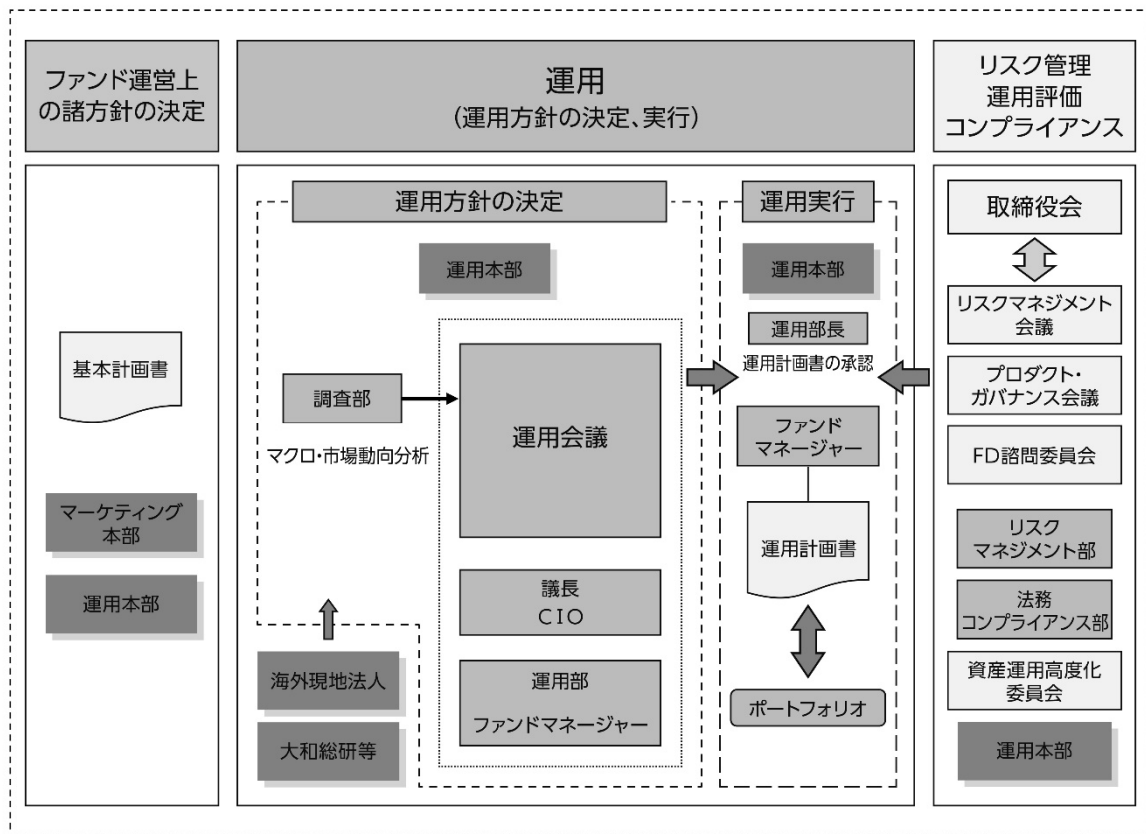 ファンド運営上
の諸方針の決定
運用
(運用方針の決定、実行)
リスク管理
運用評価
コンプライアンス
基本計画書
マーケティング
本部
運用本部
運用方針の決定
運用本部
調査部
マクロ・市場動向分析
運用会議
議長
CIO
運用部
ファンドマネージャー
海外現地法人
大和総研等
運用実行
運用本部
運用部長
運用計画書の承認
ファンド
マネージャー
運用計画書
ポートフォリオ
取締役会
リスクマネジメント
会議
プロダクト・
ガバナンス会議
FD諮問委員会
リスク
マネジメント部
法務
コンプライアンス部
資産運用高度化
委員会
運用本部